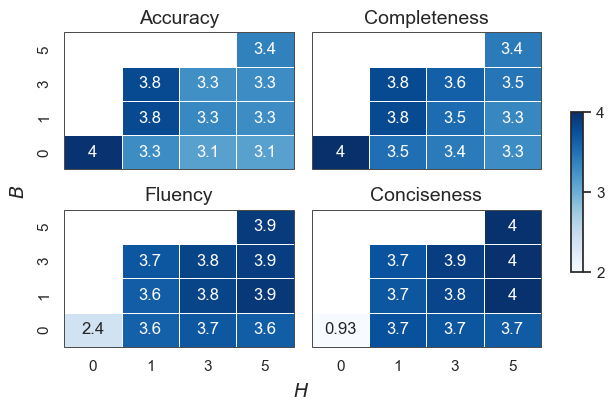 Accuracy Completeness
5 3.4 3.4
3 3.8 3.3 3.3 3.8 3.6 3.5
1 3.8 3.3 3.3 3.8 3.5 3.3
0 4 3.3 3.1 3.1 4 3.5 3.4 3.3
B
Fluency Conciseness
5 3.9 4
3 3.7 3.8 3.9 3.7 3.9 4
1 3.6 3.8 3.9 3.7 3.8 4
0 2.4 3.6 3.7 3.6 0.93 3.7 3.7 3.7
0 1 3 5 0 1 3 5
H
4
3
2